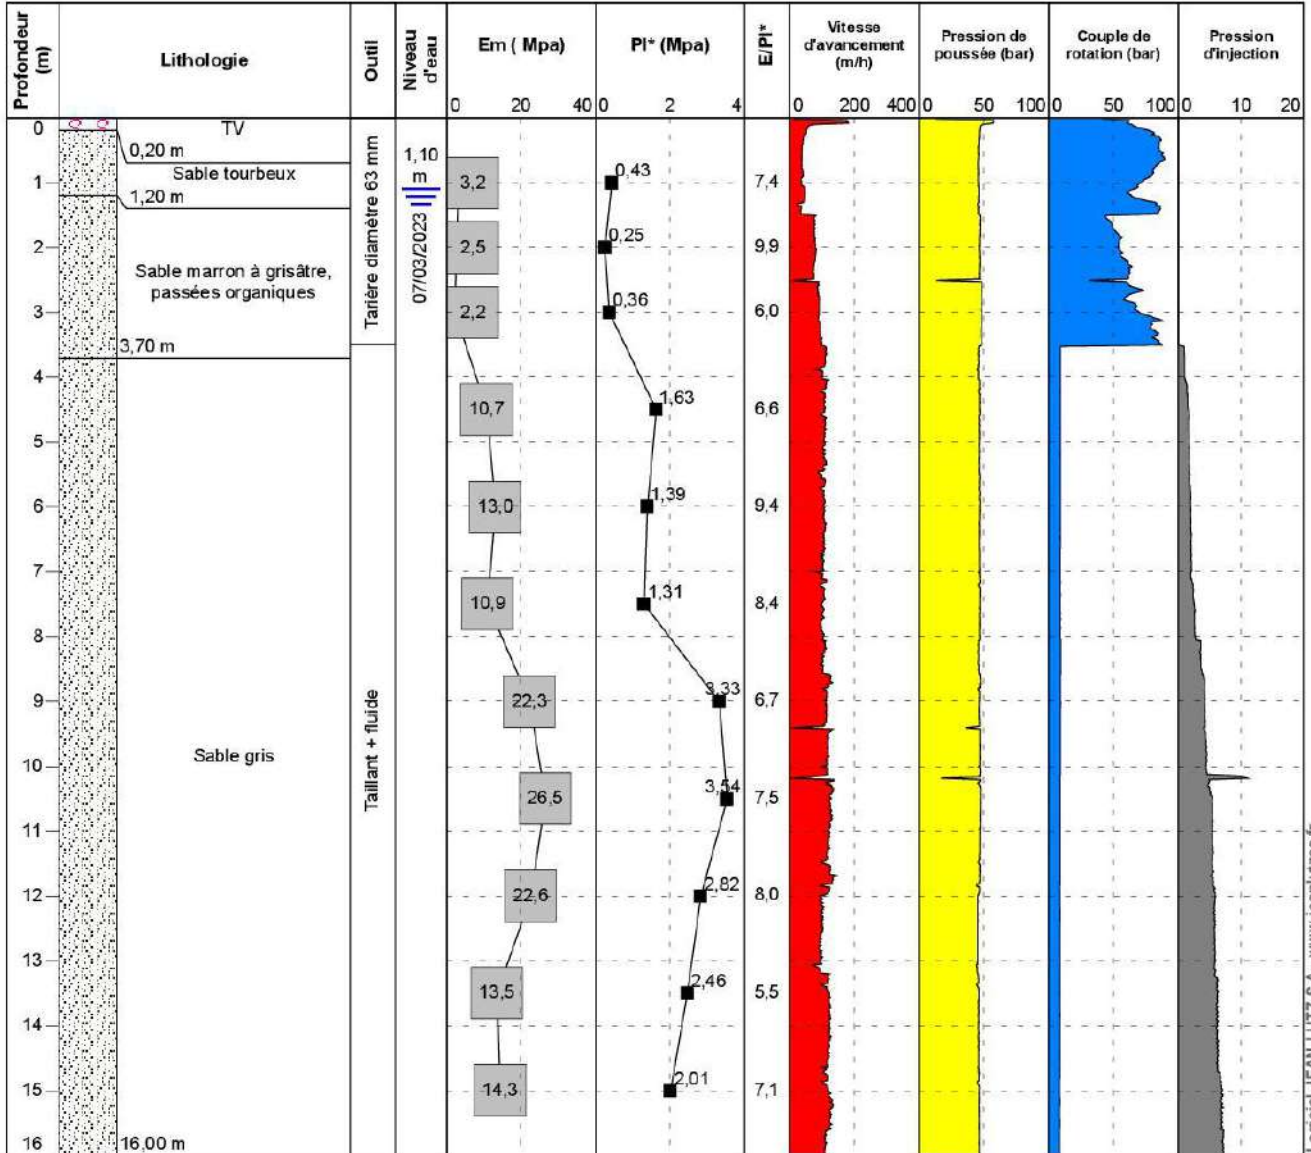 Profondeur (m)
Lithologie
Outil
Niveau d'eau
Em ( Mpa)
Pl* (Mpa)
E/Pl*
Vitesse
d'avancement
(m/h)
Pression de
poussée (bar)
Couple de
rotation (bar)
Pression
d'injection
0 20 40
0 2 4
0 200 400
0 50 100
0 50 100
0 10 20
0
TV
0,20 m
Sable tourbeux
1
1,20 m
Sable marron à grisâtre,
passées organiques
2
3
3,70 m
4
5
6
7
8
9
Sable gris
10
11
12
13
14
15
16
16,00 m
Tarière diamètre 63 mm
Taillant + fluide
1,10
m
07/03/2023
3,2
2,5
2,2
10,7
13,0
10,9
22,3
26,5
22,6
13,5
14,3
0,43
0,25
0,36
1,63
1,39
1,31
3,33
3,54
2,82
2,46
2,01
7.4
9.9
6.0
6.6
9.4
8.4
6.7
7.5
8.0
5.5
7.1
JEAN LUTZ S.A.